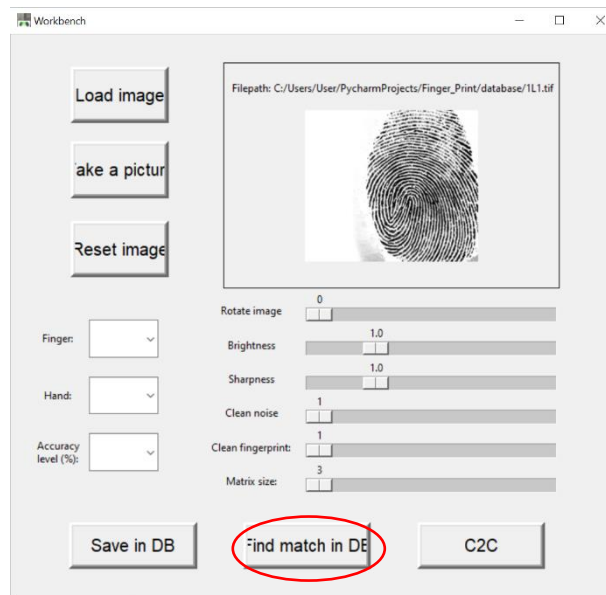 Workbench
Load image
Filepath: C:/Users/User/PycharmProjects/Finger_Print/database/1L1.tif
ake a pictur
Reset image
0
Rotate image
1.0
Brightness
1.0
Sharpness
1
Clean noise
1
Clean fingerprint:
3
Matrix size:
Finger:
Hand:
Accuracy
level (%):
Save in DB
Find match in DB
C2C